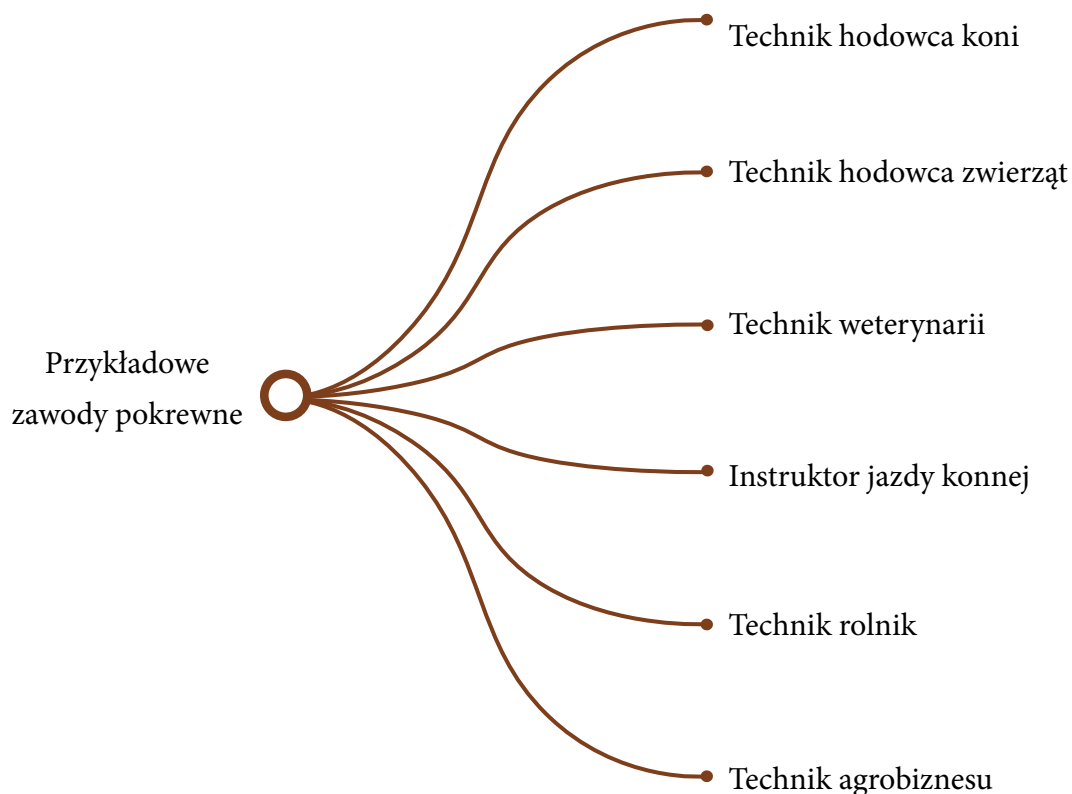 Przykładowe
zawody pokrewne
Technik hodowca koni
Technik hodowca zwierząt
Technik weterynarii
Instruktor jazdy konnej
Technik rolnik
Technik agrobiznesu